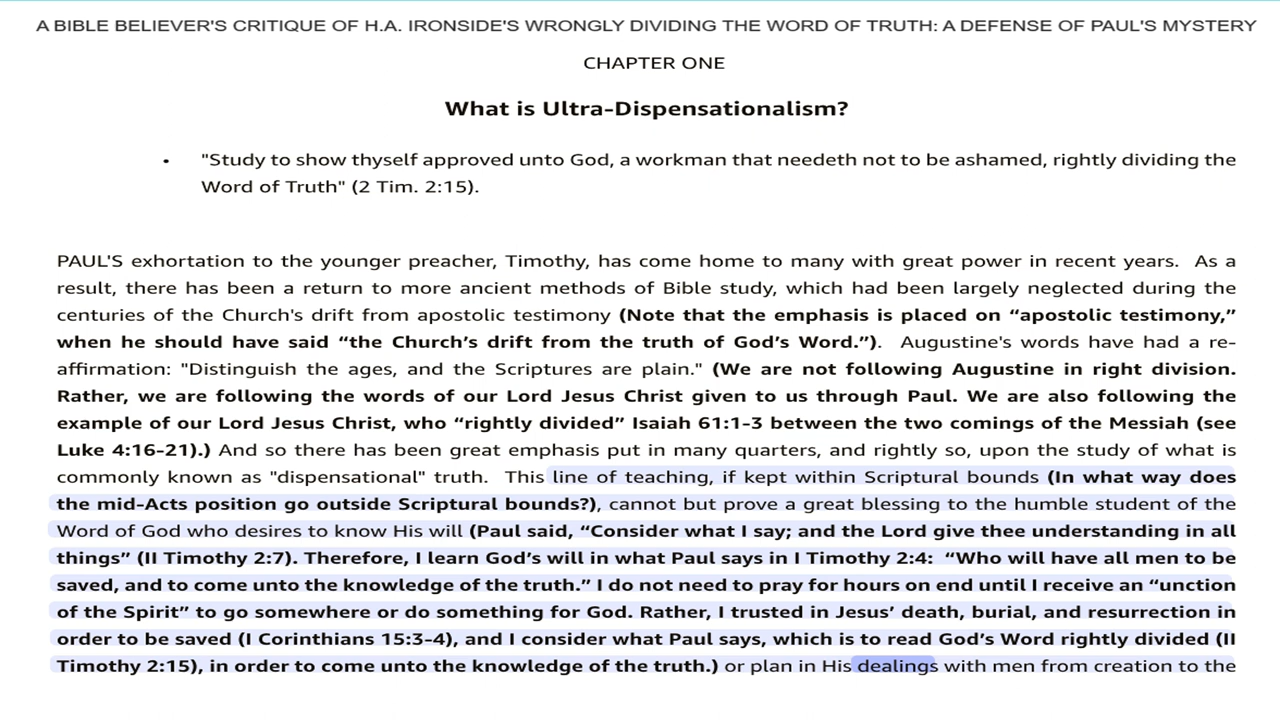 A BIBLE BELIEVER'S CRITIQUE OF H.A. IRONSIDE'S WRONGLY DIVIDING THE WORD OF TRUTH: A DEFENSE OF PAUL'S MYSTERY
CHAPTER ONE
What is Ultra-Dispensationalism?
• "Study to show thyself approved unto God, a workman that needeth not to be ashamed, rightly dividing the
Word of Truth" (2 Tim. 2:15).
PAUL'S exhortation to the younger preacher, Timothy, has come home to many with great power in recent years. As a
result, there has been a return to more ancient methods of Bible study, which had been largely neglected during the
centuries of the Church's drift from apostolic testimony (Note that the emphasis is placed on “apostolic testimony,”
when he should have said “the Church’s drift from the truth of God’s Word.”). Augustine's words have had a re-
affirmation: "Distinguish the ages, and the Scriptures are plain." (We are not following Augustine in right division.
Rather, we are following the words of our Lord Jesus Christ given to us through Paul. We are also following the
example of our Lord Jesus Christ, who “rightly divided” Isaiah 61:1-3 between the two comings of the Messiah (see
Luke 4:16-21).) And so there has been great emphasis put in many quarters, and rightly so, upon the study of what is
commonly known as "dispensational" truth. This line of teaching, if kept within Scriptural bounds (In what way does
the mid-Acts position go outside Scriptural bounds?), cannot but prove a great blessing to the humble student of the
Word of God who desires to know His will (Paul said, “Consider what I say; and the Lord give thee understanding in all
things” (II Timothy 2:7). Therefore, I learn God’s will in what Paul says in I Timothy 2:4: “Who will have all men to be
saved, and to come unto the knowledge of the truth.” I do not need to pray for hours on end until I receive an “unction
of the Spirit” to go somewhere or do something for God. Rather, I trusted in Jesus’ death, burial, and resurrection in
order to be saved (I Corinthians 15:3-4), and I consider what Paul says, which is to read God’s Word rightly divided (II
Timothy 2:15), in order to come unto the knowledge of the truth.) or plan in His dealings with men from creation to the